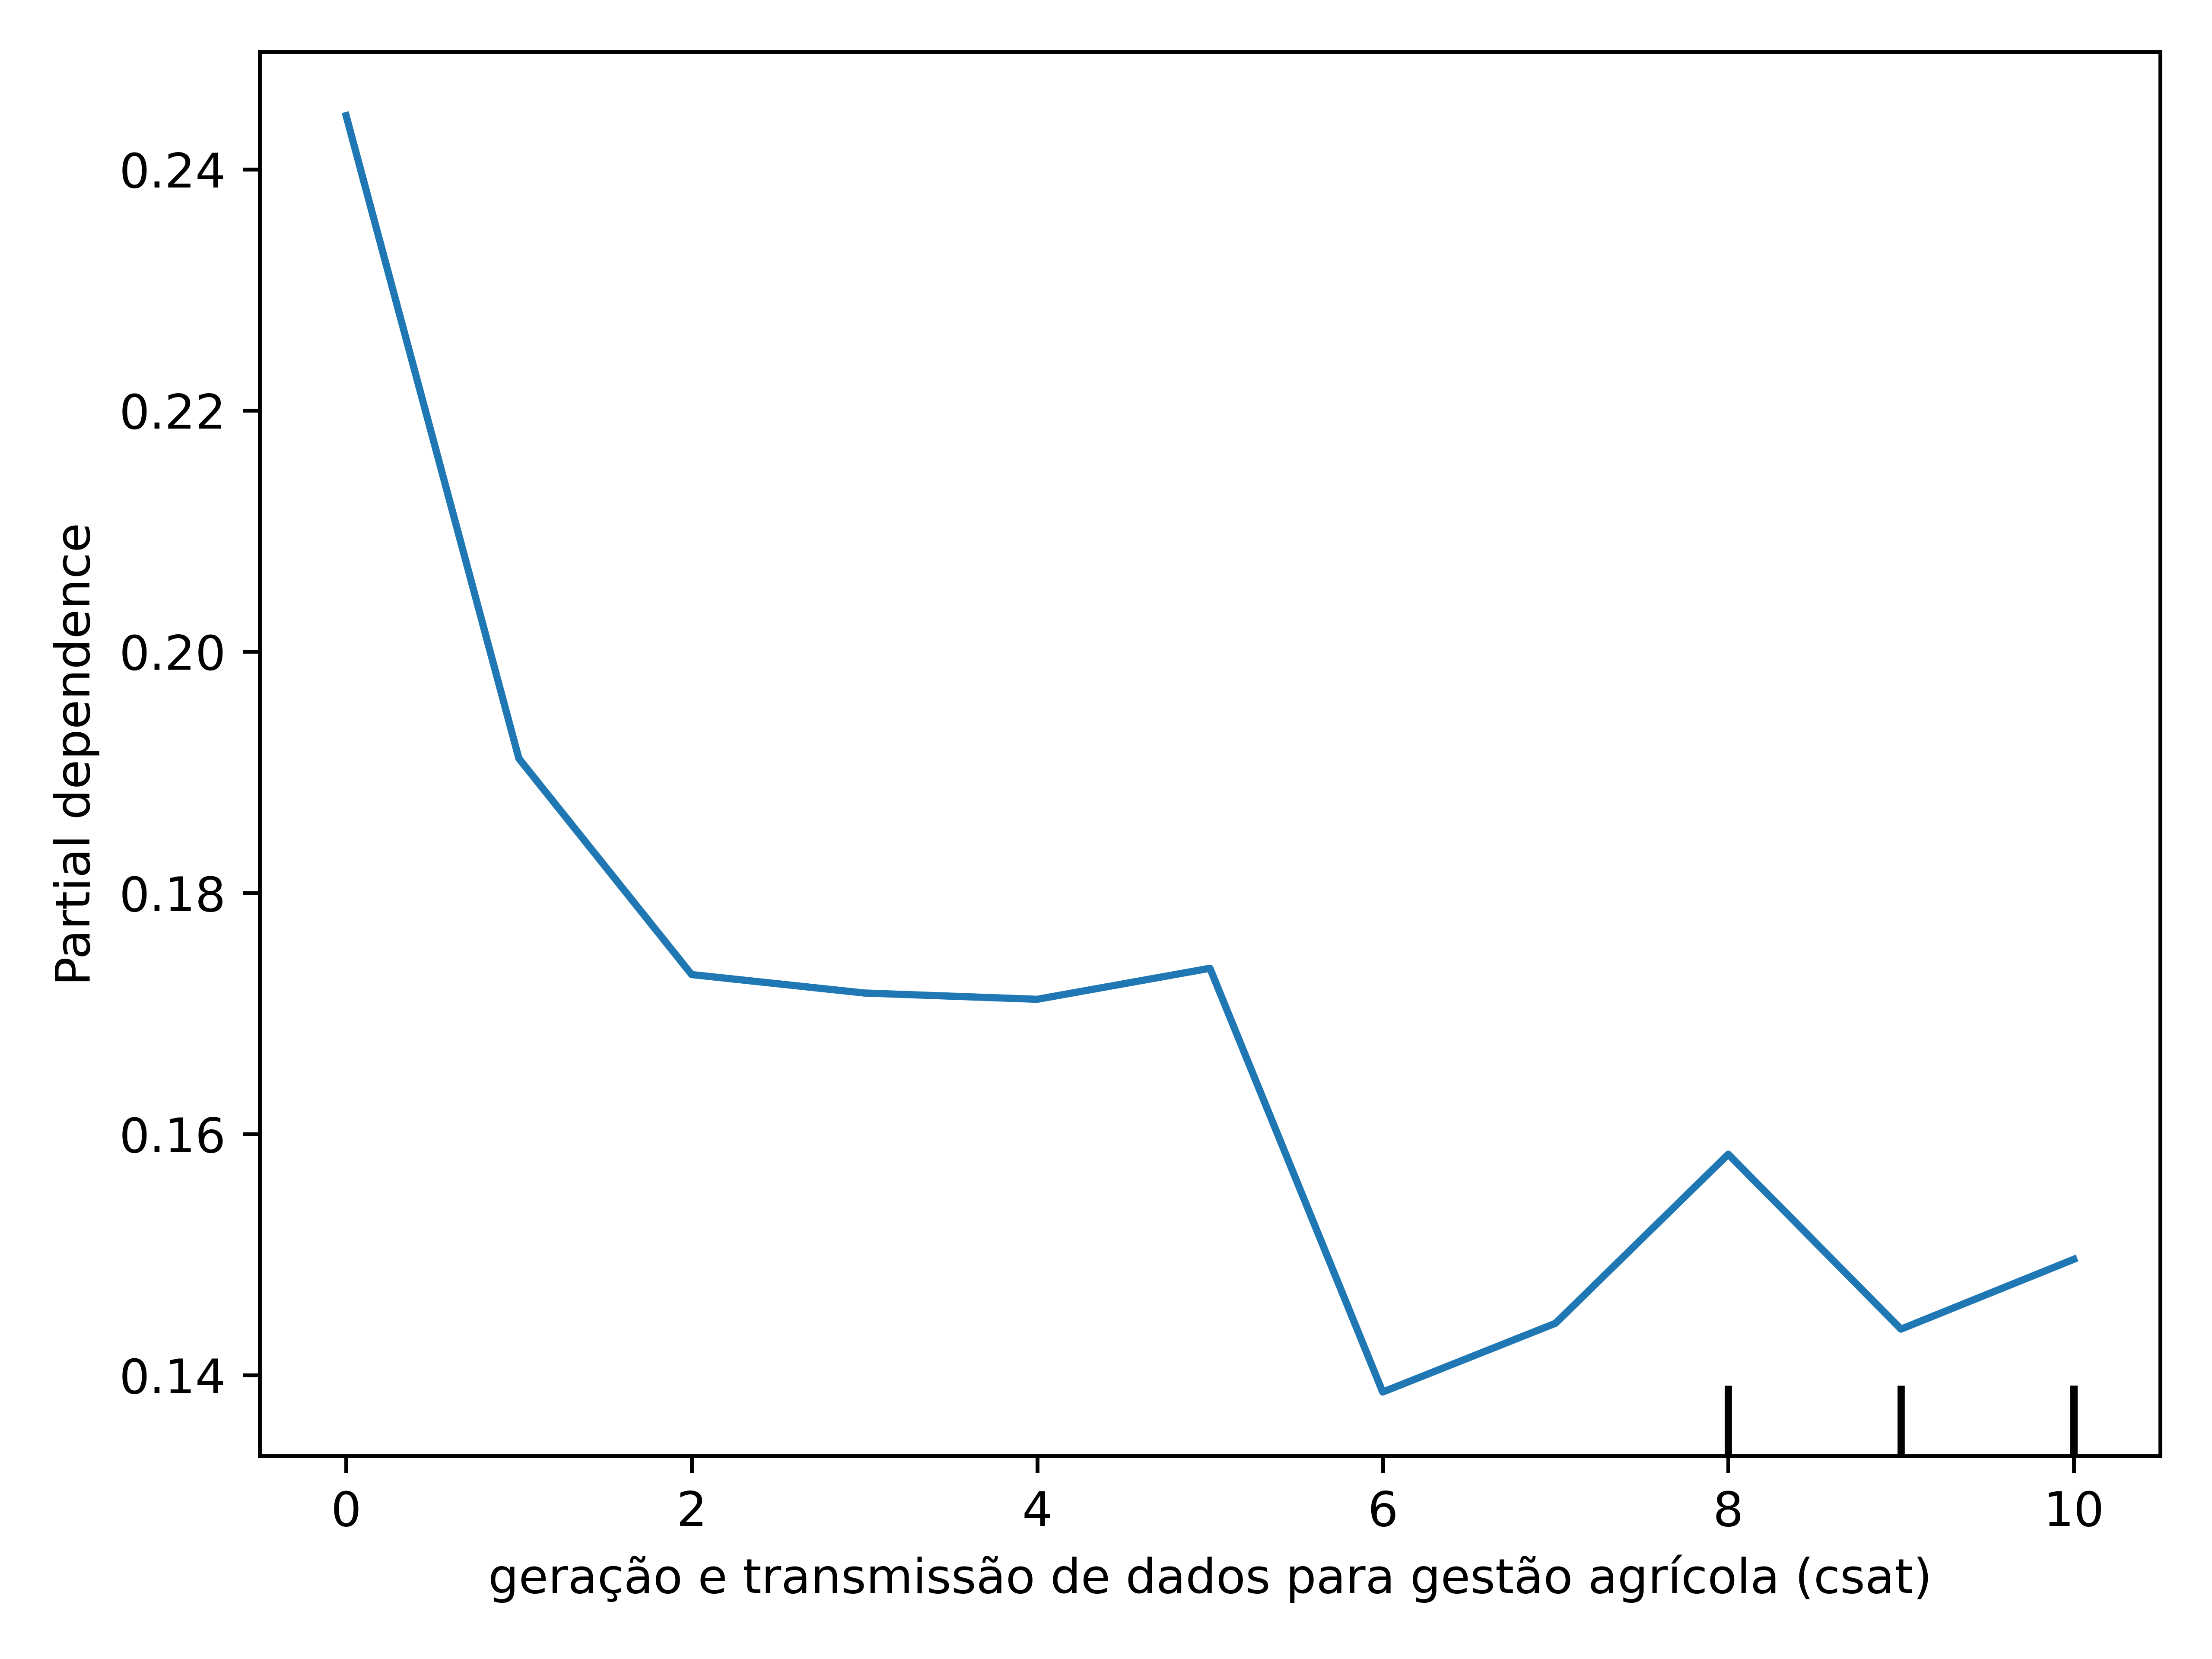 0.24
0.22
0.20
0.18
0.16
0.14
Partial dependence
0 2 4 6 8 10
geração e transmissão de dados para gestão agrícola (csat)